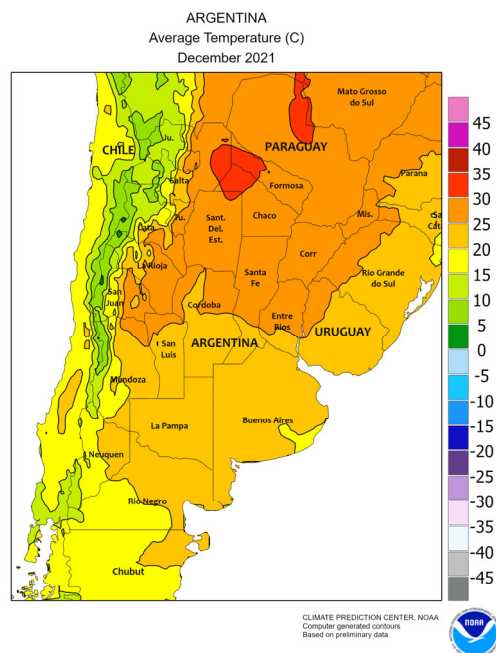 ARGENTINA
Average Temperature (C)
December 2021
Mato Grosso
do Sul
Ju.
CHILE
PARAGUAY
Parana
Salta
Formosa
Tu.
Sant.
Del.
Est.
Chaco
Mis.
Sa
Cat
Cata.
Corr
La Rioja
Rio Grande
do Sul
Santa
Fe
San
Juan
Cordoba
Entre
Rios
URUGUAY
San
Luis
ARGENTINA
Mendoza
La Pampa
Buenos Aires
Neuquen
Rio Negro
Chubut
45
40
35
30
25
20
15
10
5
0
-5
-10
-15
-20
-25
-30
-35
-40
-45
CLIMATE PREDICTION CENTER, NOAA
Computer generated contours
Based on preliminary data
NOAA